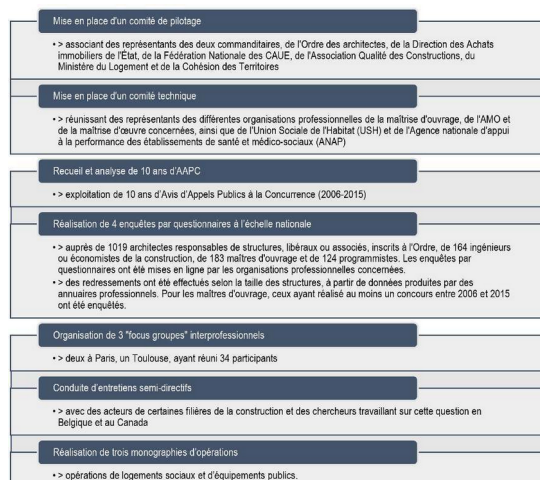 Mise en place d'un comité de pilotage
• > associant des représentants des deux commanditaires, de l'Ordre des architectes, de la Direction des Achats
immobiliers de l'État, de la Fédération Nationale des CAUE, de l'Association Qualité des Constructions, du
Ministère du Logement et de la Cohésion des Territoires
Mise en place d'un comité technique
• > réunissant des représentants des différentes organisations professionnelles de la maîtrise d'ouvrage, de l'AMO et
de la maîtrise d'œuvre concernées, ainsi que de l'Union Sociale de l'Habitat (USH) et de l'Agence nationale d'appui
à la performance des établissements de santé et médico-sociaux (ANAP)
Recueil et analyse de 10 ans d'AAPC
• > exploitation de 10 ans d'Avis d'Appels Publics à la Concurrence (2006-2015)
Réalisation de 4 enquêtes par questionnaires à l'échelle nationale
• > auprès de 1019 architectes responsables de structures, libéraux ou associés, inscrits à l'Ordre, de 164 ingénieurs
ou économistes de la construction, de 183 maîtres d'ouvrage et de 124 programmistes. Les enquêtes par
questionnaires ont été mises en ligne par les organisations professionnelles concernées.
• > des redressements ont été effectués selon la taille des structures, à partir de données produites par des
annuaires professionnels. Pour les maîtres d'ouvrage, ceux ayant réalisé au moins un concours entre 2006 et 2015
ont été enquêtés.
Organisation de 3 "focus groupes" interprofessionnels
• > deux à Paris, un Toulouse, ayant réuni 34 participants
Conduite d'entretiens semi-directifs
• > avec des acteurs de certaines filières de la construction et des chercheurs travaillant sur cette question en
Belgique et au Canada
Réalisation de trois monographies d'opérations
• > opérations de logements sociaux et d'équipements publics.